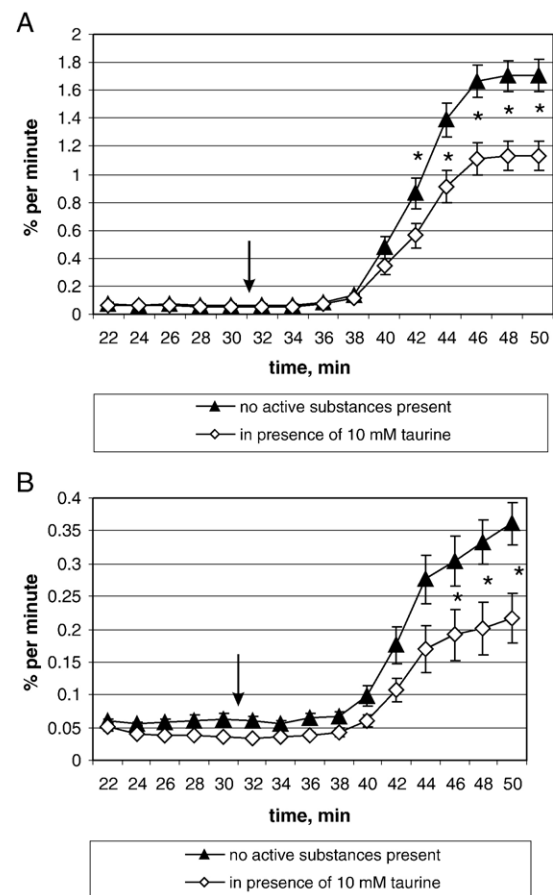 A
2
1.8
1.6
1.4
1.2
1
0.8
0.6
0.4
0.2
0
% per minute
* * * * *
22 24 26 28 30 32 34 36 38 40 42 44 46 48 50
time, min
no active substances present
in presence of 10 mM taurine
B
0.4
0.35
0.3
0.25
0.2
0.15
0.1
0.05
0
% per minute
* * *
22 24 26 28 30 32 34 36 38 40 42 44 46 48 50
time, min
no active substances present
in presence of 10 mM taurine